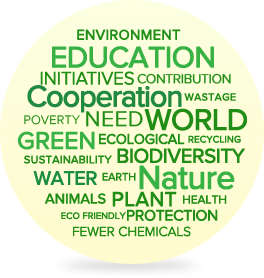 ENVIRONMENT
EDUCATION
INITIATIVES CONTRIBUTION
Cooperation WASTAGE
POVERTY NEED WORLD
GREEN ECOLOGICAL RECYCLING
SUSTAINABILITY BIODIVERSITY
WATER EARTH Nature
ANIMALS PLANT HEALTH
ECO FRIENDLY PROTECTION
FEWER CHEMICALS